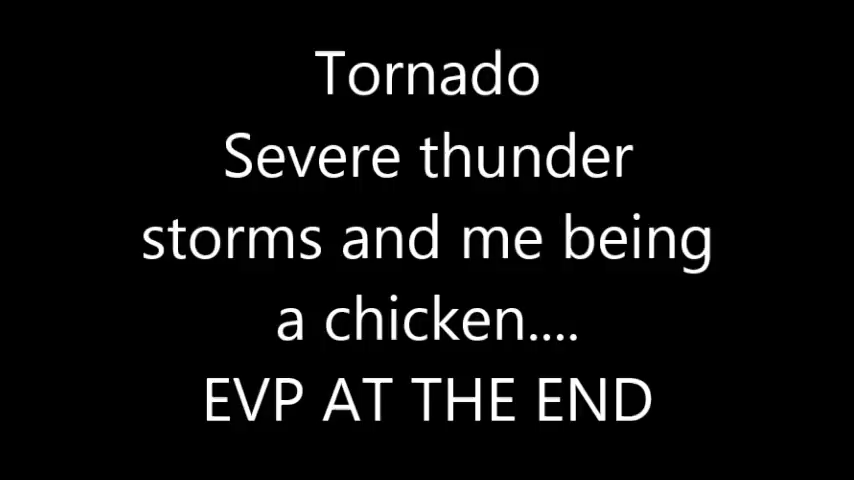 Tornado
Severe thunder
storms and me being
a chicken....
EVP AT THE END